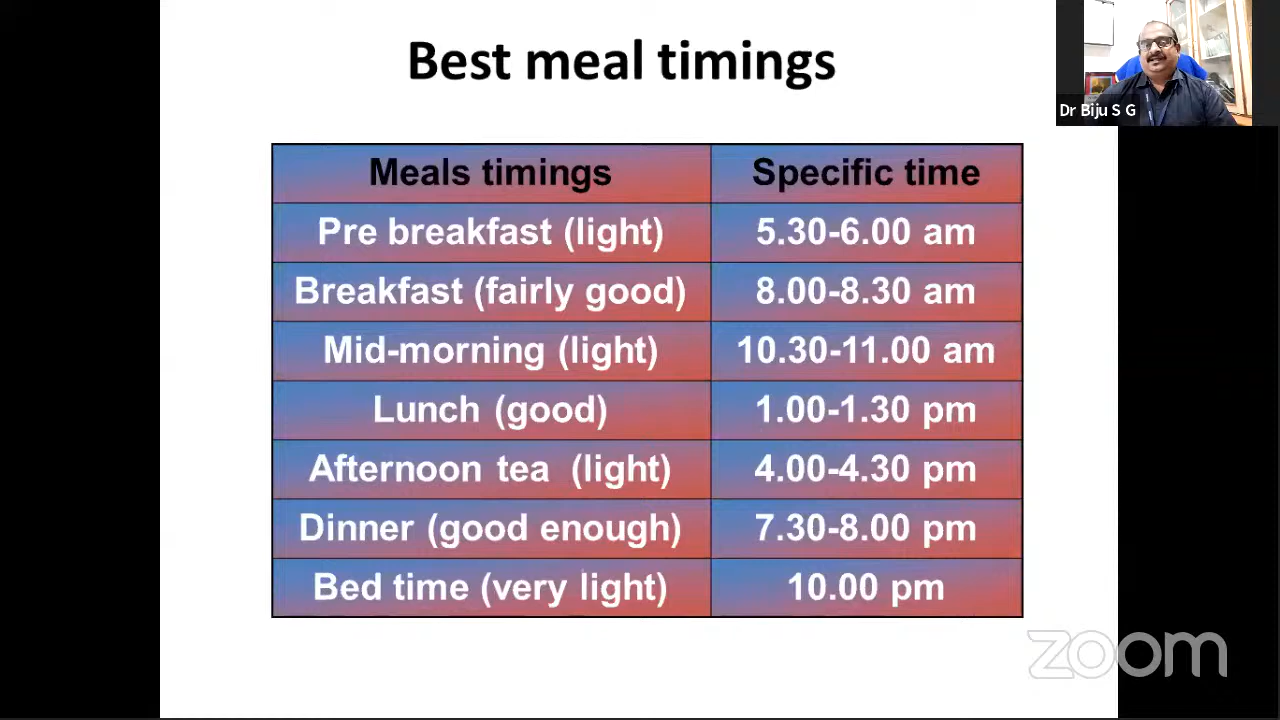 Best meal timings
Dr Biju S G
Meals timings Specific time
Pre breakfast (light) 5.30-6.00 am
Breakfast (fairly good) 8.00-8.30 am
Mid-morning (light) 10.30-11.00 am
Lunch (good) 1.00-1.30 pm
Afternoon tea (light) 4.00-4.30 pm
Dinner (good enough) 7.30-8.00 pm
Bed time (very light) 10.00 pm
zoom